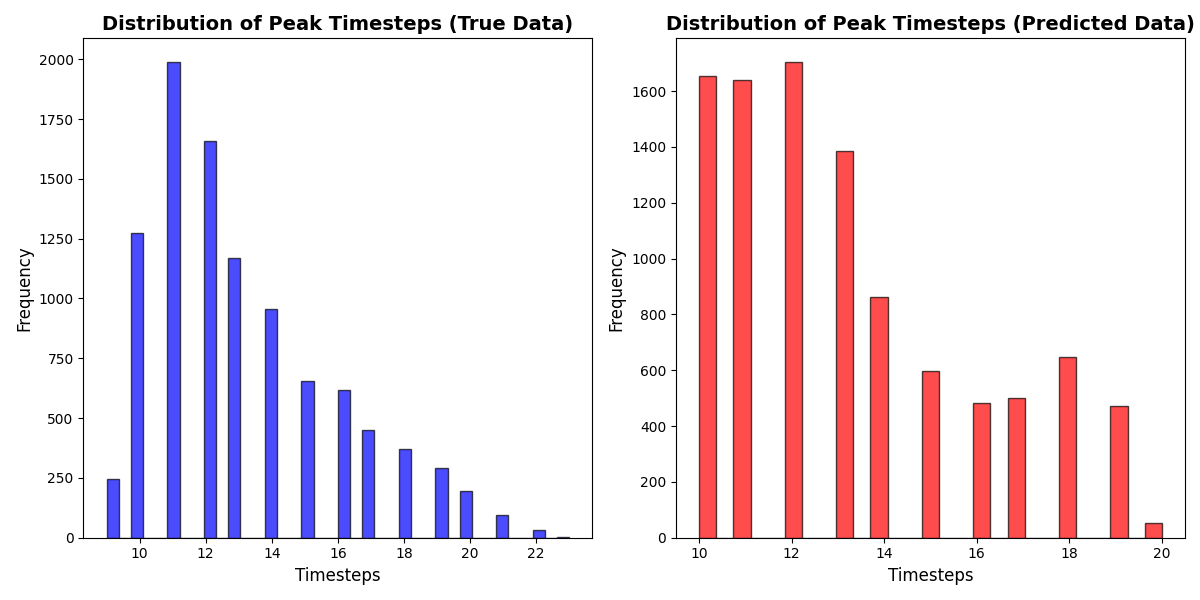 Distribution of Peak Timesteps (True Data)
Frequency
2000
1750
1500
1250
1000
750
500
250
0
10 12 14 16 18 20 22
Timesteps
Distribution of Peak Timesteps (Predicted Data)
Frequency
1600
1400
1200
1000
800
600
400
200
0
10 12 14 16 18 20
Timesteps